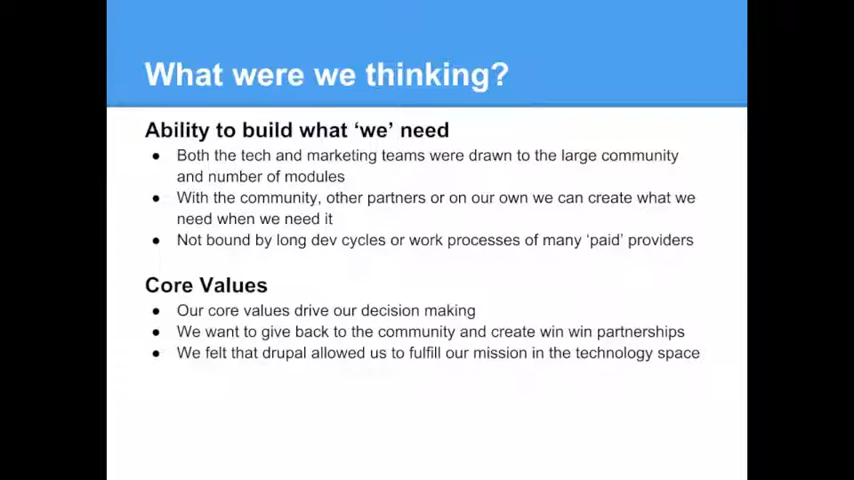 What were we thinking?
Ability to build what ‘we’ need
● Both the tech and marketing teams were drawn to the large community
and number of modules
● With the community, other partners or on our own we can create what we
need when we need it
● Not bound by long dev cycles or work processes of many ‘paid’ providers
Core Values
● Our core values drive our decision making
● We want to give back to the community and create win win partnerships
● We felt that drupal allowed us to fulfill our mission in the technology space